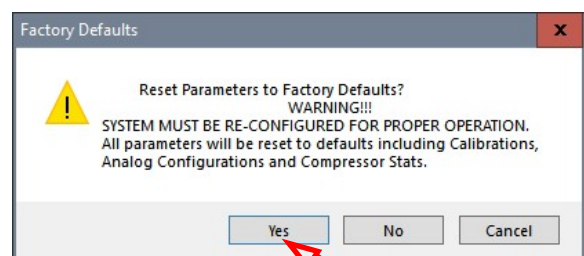 Factory Defaults
x
Reset Parameters to Factory Defaults?
WARNING!!!
SYSTEM MUST BE RE-CONFIGURED FOR PROPER OPERATION.
All parameters will be reset to defaults including Calibrations,
Analog Configurations and Compressor Stats.
Yes No Cancel